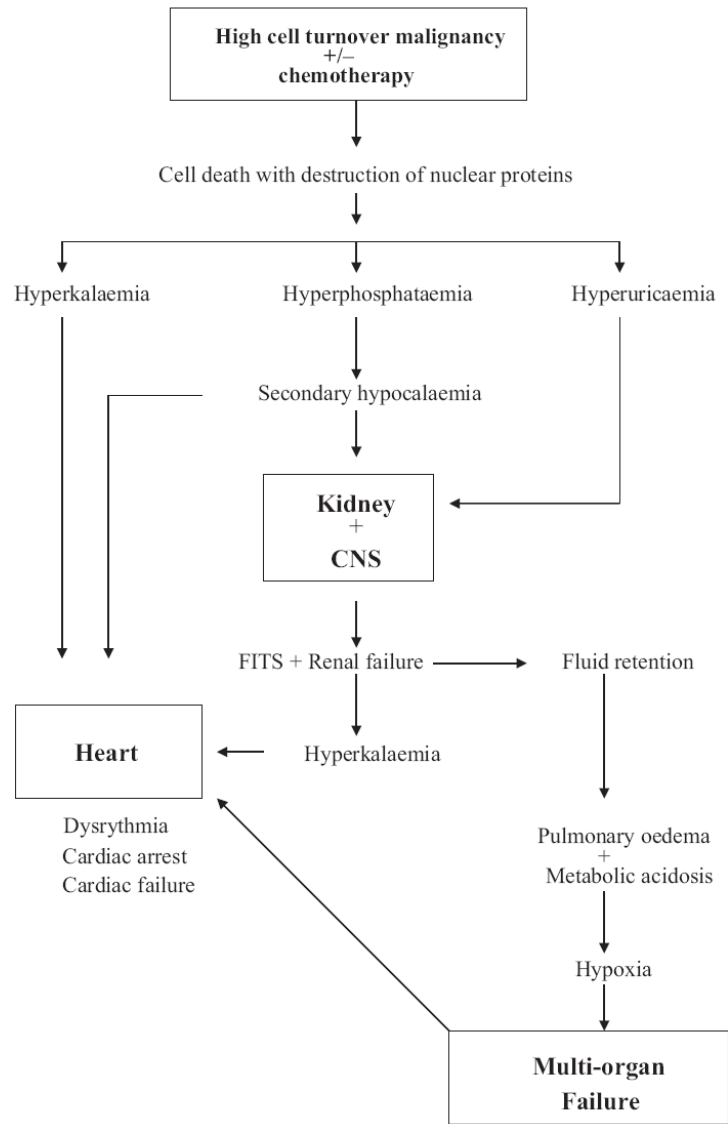 High cell turnover malignancy
+/–
chemotherapy
Cell death with destruction of nuclear proteins
Hyperkalaemia
Hyperphosphataemia
Hyperuricaemia
Secondary hypocalaemia
Kidney
+
CNS
FITS + Renal failure
Fluid retention
Heart
Hyperkalaemia
Dysrythmia
Cardiac arrest
Cardiac failure
Pulmonary oedema
+
Metabolic acidosis
Hypoxia
Multi-organ
Failure